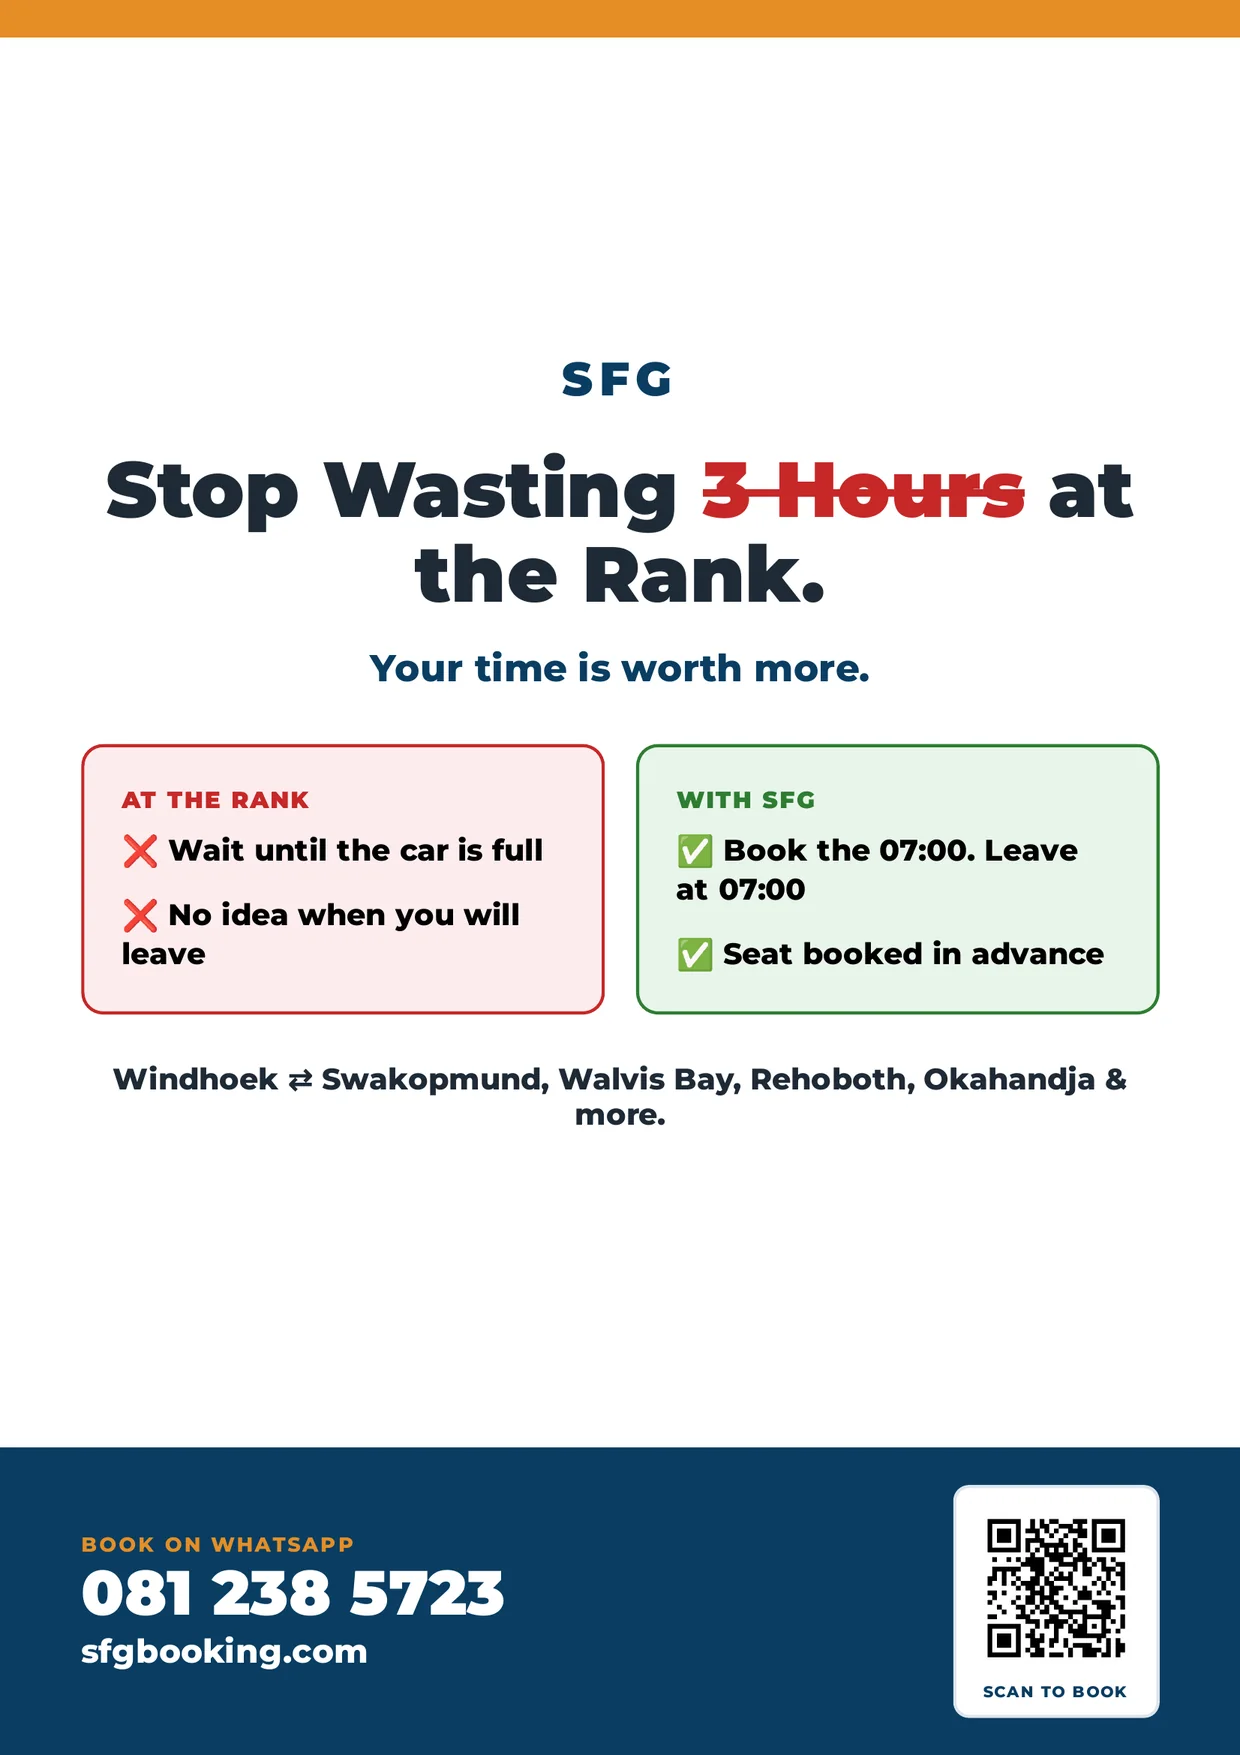 SFG
Stop Wasting 3 Hours at
the Rank.
Your time is worth more.
AT THE RANK
❌ Wait until the car is full
❌ No idea when you will
leave
WITH SFG
✅ Book the 07:00. Leave
at 07:00
✅ Seat booked in advance
Windhoek ⇄ Swakopmund, Walvis Bay, Rehoboth, Okahandja &
more.
BOOK ON WHATSAPP
081 238 5723
sfgbooking.com
SCAN TO BOOK